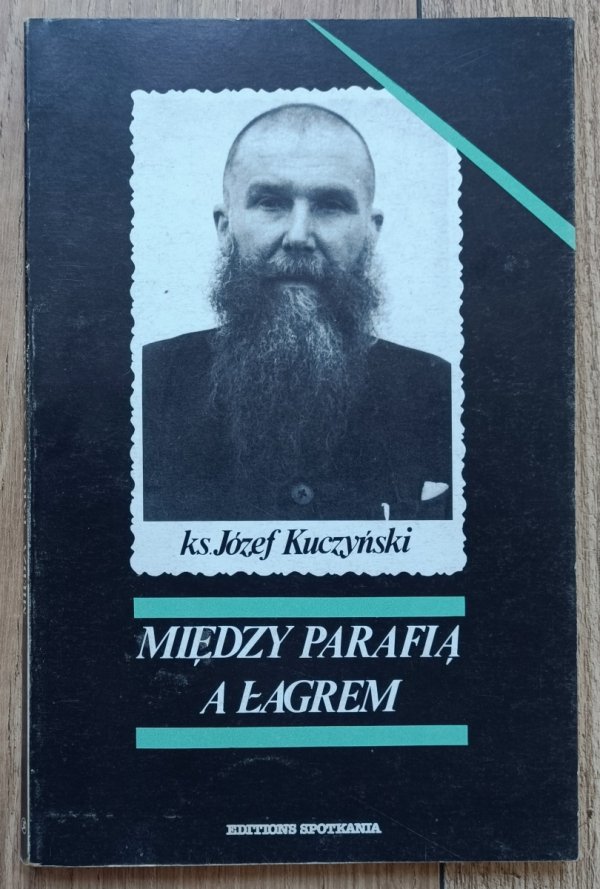 ks. Józef Kuczyński
MIĘDZY PARAFIĄ
A ŁAGREM
EDITIONS SPOTKANIA